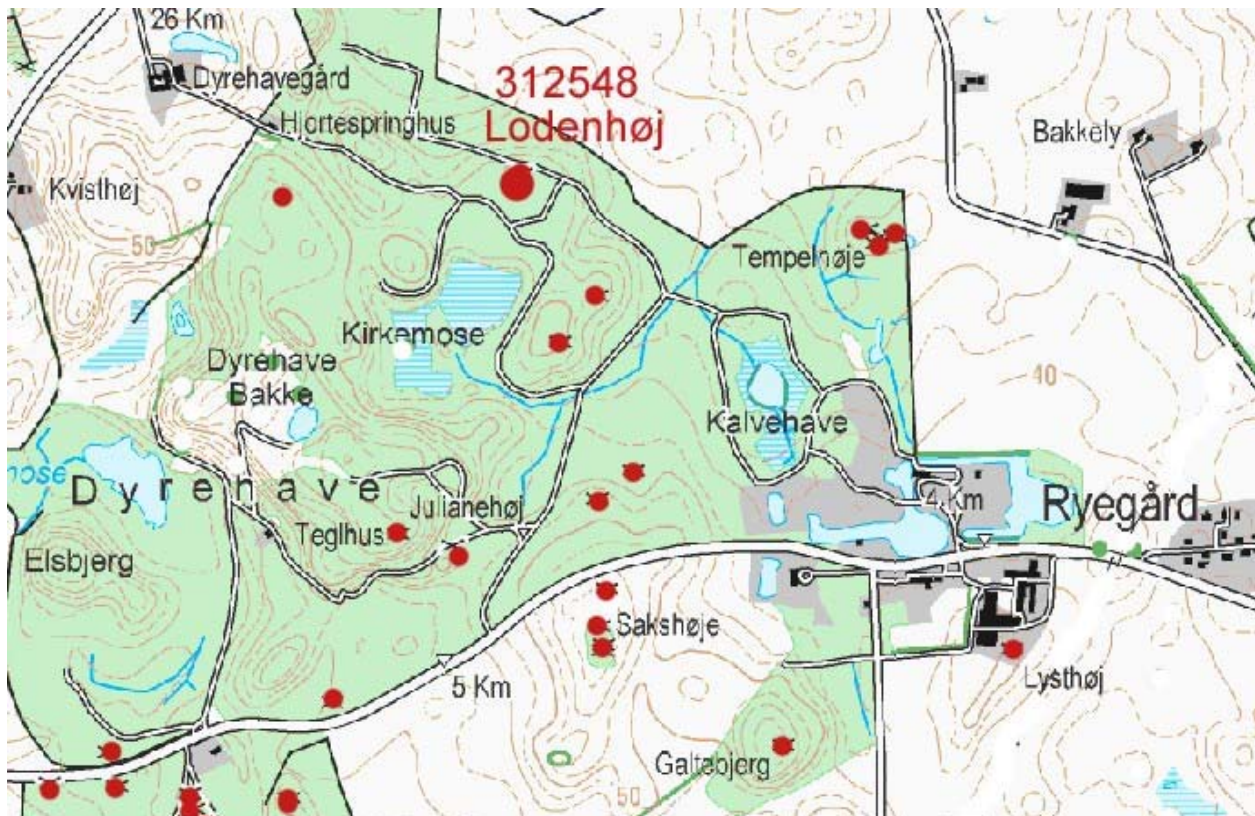 26 Km
Dyrehavegård
312548
Lodenhøj
Hjortespringhus
Bakkely
Kvisthøj
50
Tempelhøje
Kirkemose
Dyrehave
Bakke
40
Kalvehave
mose
Dyrehave
Julianehøj
Teglhus
4 Km
Ryegård
Elsbjerg
Sakshøje
5 Km
Lysthøj
Galtebjerg
50